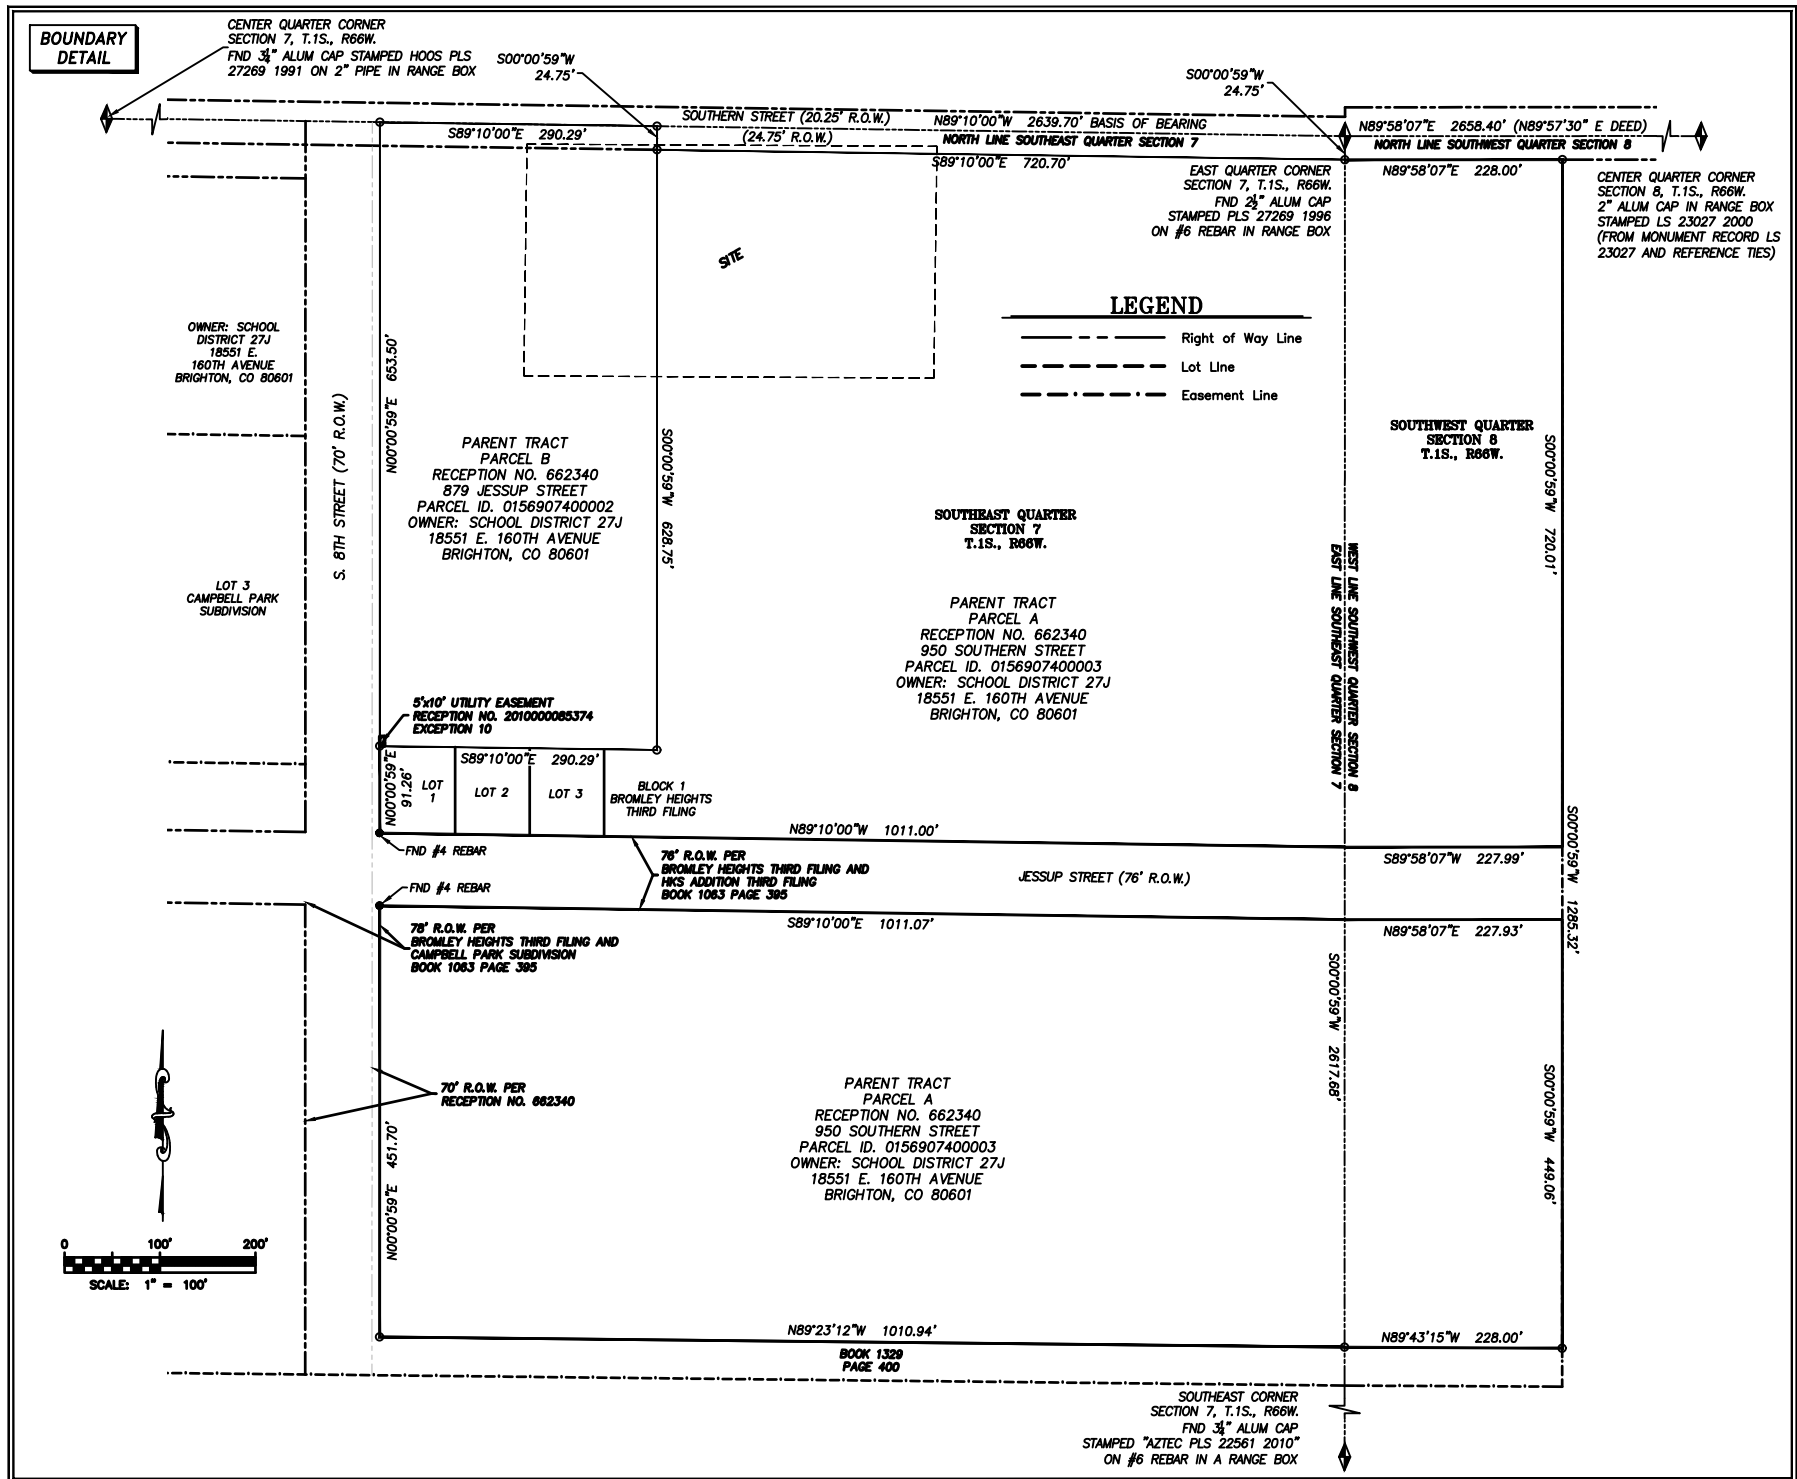 BOUNDARY
DETAIL
CENTER QUARTER CORNER
SECTION 7, T.1S., R66W.
FND 3¼" ALUM CAP STAMPED HOOS PLS
27269 1991 ON 2" PIPE IN RANGE BOX
S00°00'59"W
24.75'
S00°00'59"W
24.75'
SOUTHERN STREET (20.25' R.O.W.)
(24.75' R.O.W.)
N89°10'00"W 2639.70' BASIS OF BEARING
NORTH LINE SOUTHEAST QUARTER SECTION 7
N89°58'07"E 2658.40' (N89°57'30" E DEED)
NORTH LINE SOUTHWEST QUARTER SECTION 8
S89°10'00"E 290.29'
S89°10'00"E 720.70'
N89°58'07"E 228.00'
EAST QUARTER CORNER
SECTION 7, T.1S., R66W.
FND 2½" ALUM CAP
STAMPED PLS 27269 1996
ON #6 REBAR IN RANGE BOX
CENTER QUARTER CORNER
SECTION 8, T.1S., R66W.
2" ALUM CAP IN RANGE BOX
STAMPED LS 23027 2000
(FROM MONUMENT RECORD LS
23027 AND REFERENCE TIES)
SITE
LEGEND
Right of Way Line
Lot Line
Easement Line
OWNER: SCHOOL
DISTRICT 27J
18551 E.
160TH AVENUE
BRIGHTON, CO 80601
S. 8TH STREET (70' R.O.W.)
N00°00'59"E 653.50'
PARENT TRACT
PARCEL B
RECEPTION NO. 662340
879 JESSUP STREET
PARCEL ID. 0156907400002
OWNER: SCHOOL DISTRICT 27J
18551 E. 160TH AVENUE
BRIGHTON, CO 80601
S00°00'59"W 628.75'
SOUTHEAST QUARTER
SECTION 7
T.1S., R66W.
SOUTHWEST QUARTER
SECTION 8
T.1S., R66W.
S00°00'59"W 720.01'
WEST LINE SOUTHWEST QUARTER SECTION 8
EAST LINE SOUTHEAST QUARTER SECTION 7
LOT 3
CAMPBELL PARK
SUBDIVISION
PARENT TRACT
PARCEL A
RECEPTION NO. 662340
950 SOUTHERN STREET
PARCEL ID. 0156907400003
OWNER: SCHOOL DISTRICT 27J
18551 E. 160TH AVENUE
BRIGHTON, CO 80601
5'x10' UTILITY EASEMENT
RECEPTION NO. 2010000085374
EXCEPTION 10
N00°00'59"E
91.26'
S89°10'00"E 290.29'
LOT
1
LOT 2
LOT 3
BLOCK 1
BROMLEY HEIGHTS
THIRD FILING
N89°10'00"W 1011.00'
S89°58'07"W 227.99'
S00°00'59"W 1285.32'
FND #4 REBAR
76' R.O.W. PER
BROMLEY HEIGHTS THIRD FILING AND
HKS ADDITION THIRD FILING
BOOK 1063 PAGE 395
JESSUP STREET (76' R.O.W.)
FND #4 REBAR
S89°10'00"E 1011.07'
N89°58'07"E 227.93'
78' R.O.W. PER
BROMLEY HEIGHTS THIRD FILING AND
CAMPBELL PARK SUBDIVISION
BOOK 1063 PAGE 395
S00°00'59"W 2617.68'
S00°00'59"W 449.06'
70' R.O.W. PER
RECEPTION NO. 662340
N00°00'59"E 451.70'
PARENT TRACT
PARCEL A
RECEPTION NO. 662340
950 SOUTHERN STREET
PARCEL ID. 0156907400003
OWNER: SCHOOL DISTRICT 27J
18551 E. 160TH AVENUE
BRIGHTON, CO 80601
0 100' 200'
SCALE: 1" = 100'
N89°23'12"W 1010.94'
N89°43'15"W 228.00'
BOOK 1329
PAGE 400
SOUTHEAST CORNER
SECTION 7, T.1S., R66W.
FND 3¼" ALUM CAP
STAMPED "AZTEC PLS 22561 2010"
ON #6 REBAR IN A RANGE BOX